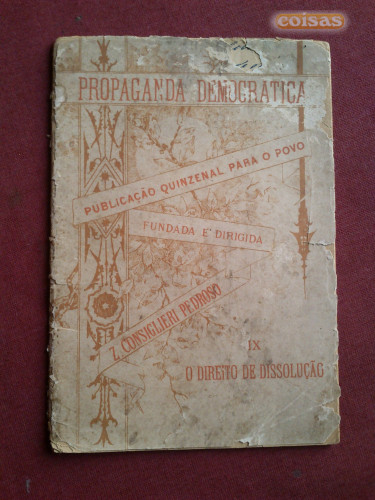 coisas
PROPAGANDA DEMOCRATICA
PUBLICAÇÃO QUINZENAL PARA O POVO
FUNDADA E DIRIGIDA
Z. CONSIGLIERI PEDROSO
IX
O DIREITO DE DISSOLUÇÃO